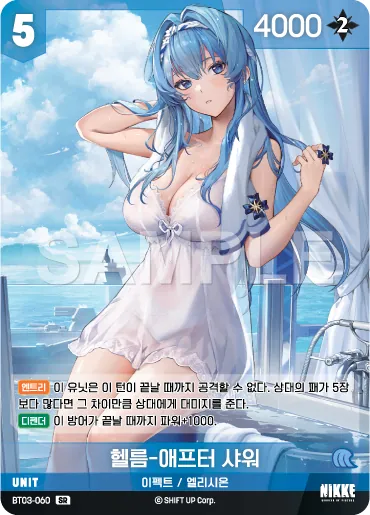 5
4000
2
SAMPLE
엔트리 이 유닛은 이 턴이 끝날 때까지 공격할 수 없다. 상대의 패가 5장
보다 많다면 그 차이만큼 상대에게 대미지를 준다.
디펜더 이 방어가 끝날 때까지 파워+1000.
헬름-애프터 샤워
UNIT
이펙트 / 엘리시온
BT03-060 SR
© SHIFT UP Corp.
NIKKE